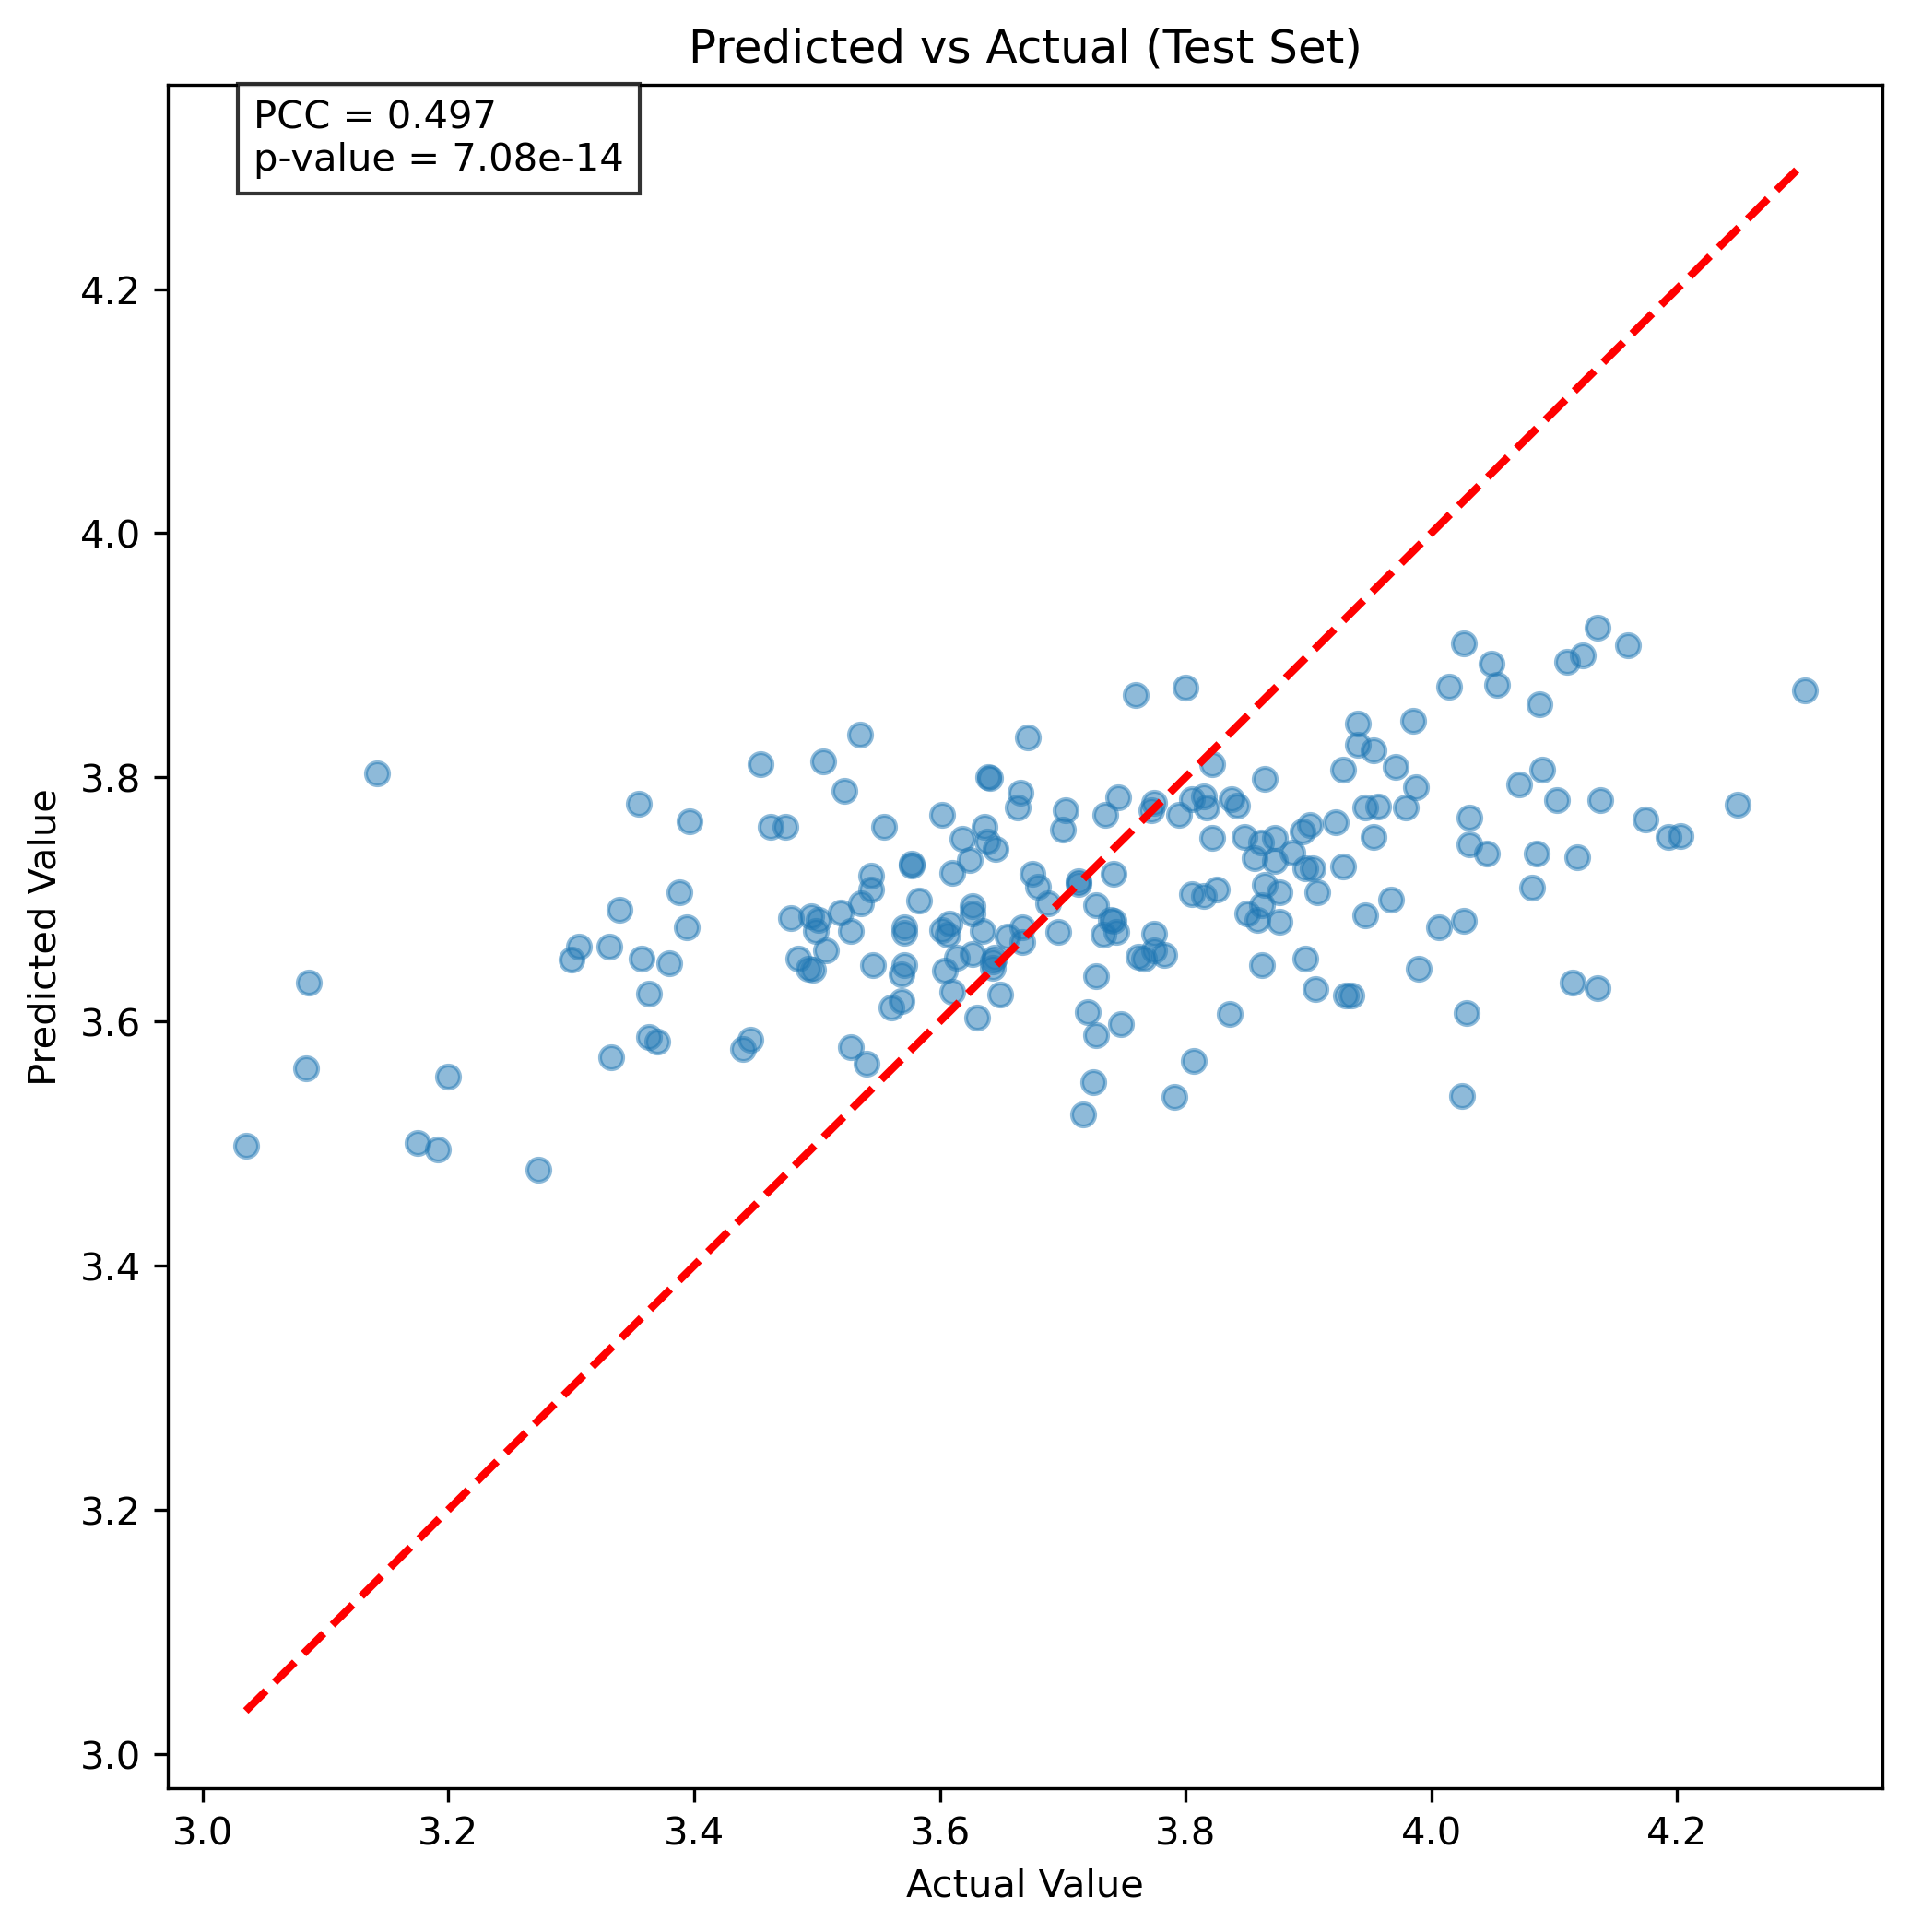 Predicted vs Actual (Test Set)
PCC = 0.497
p-value = 7.08e-14
Predicted Value
4.2
4.0
3.8
3.6
3.4
3.2
3.0
3.0 3.2 3.4 3.6 3.8 4.0 4.2
Actual Value